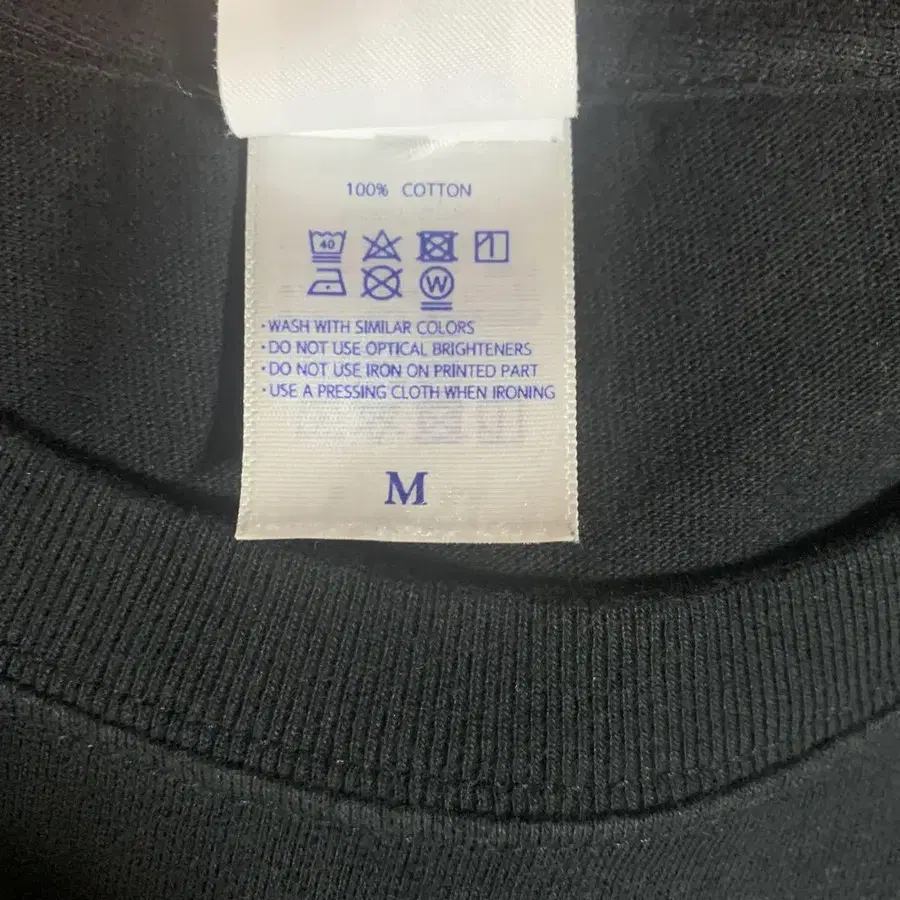 100% COTTON
40
W
·WASH WITH SIMILAR COLORS
·DO NOT USE OPTICAL BRIGHTENERS
·DO NOT USE IRON ON PRINTED PART
·USE A PRESSING CLOTH WHEN IRONING
M